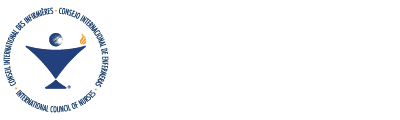 CONSEIL INTERNATIONAL DES INFIRMIÈRES • CONSEJO INTERNACIONAL DE ENFERMERAS • INTERNATIONAL COUNCIL OF NURSES •
®